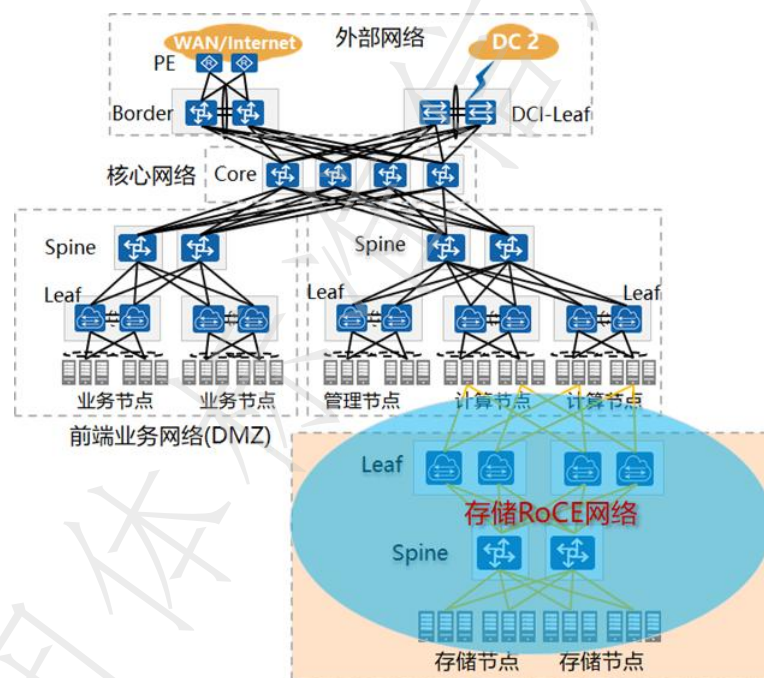 WAN/Internet
外部网络
DC 2
PE
Border
DCI-Leaf
核心网络
Core
Spine
Spine
Leaf
Leaf
Leaf
业务节点
业务节点
管理节点
计算节点
计算节点
前端业务网络(DMZ)
Leaf
存储RoCE网络
Spine
存储节点
存储节点